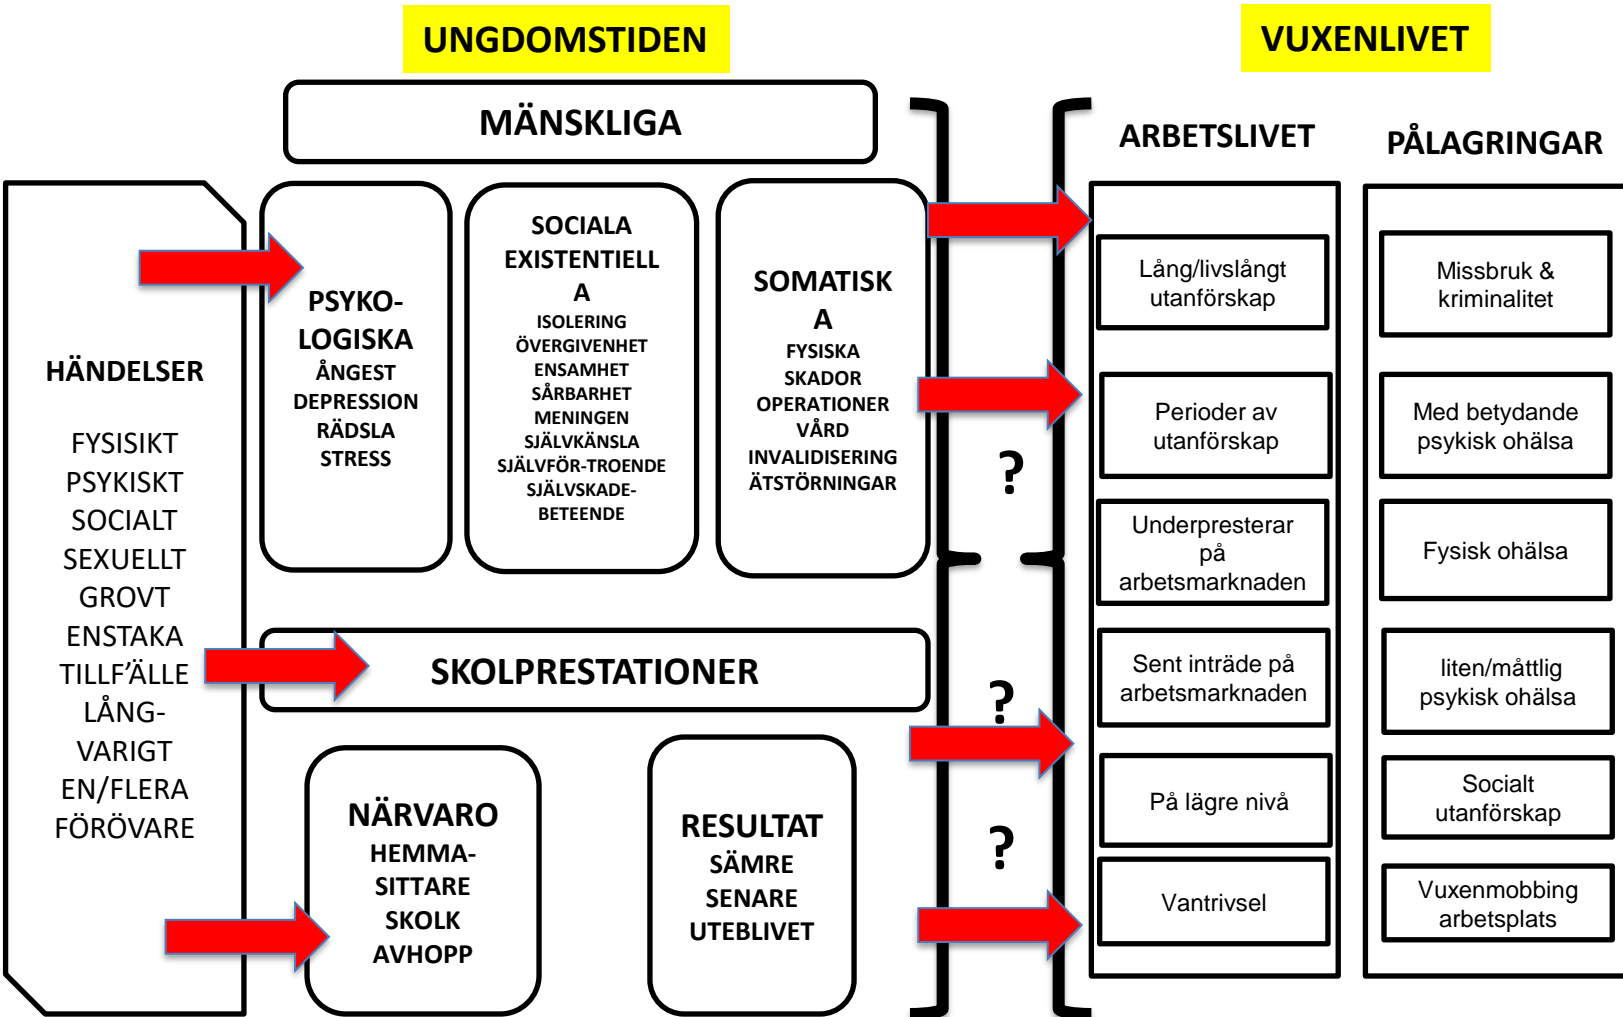 UNGDOMSTIDEN
VUXENLIVET
MÄNSKLIGA
HÄNDELSER
FYSISIKT
PSYKISKT
SOCIALT
SEXUELLT
GROVT
ENSTAKA
TILLF’ÄLLE
LÅNG-
VARIGT
EN/FLERA
FÖRÖVARE
PSYKO-
LOGISKA
ÅNGEST
DEPRESSION
RÄDSLA
STRESS
SOCIALA
EXISTENTIELL
A
ISOLERING
ÖVERGIVENHET
ENSAMHET
SÅRBARHET
MENINGEN
SJÄLVKÄNSLA
SJÄLVFÖR-TROENDE
SJÄLVSKADE-
BETEENDE
SOMATISK
A
FYSISKA
SKADOR
OPERATIONER
VÅRD
INVALIDISERING
ÄTSTÖRNINGAR
SKOLPRESTATIONER
NÄRVARO
HEMMA-
SITTARE
SKOLK
AVHOPP
RESULTAT
SÄMRE
SENARE
UTEBLIVET
?
?
?
ARBETSLIVET
Lång/livslångt
utanförskap
Perioder av
utanförskap
Underpresterar
på
arbetsmarknaden
Sent inträde på
arbetsmarknaden
På lägre nivå
Vantrivsel
PÅLAGRINGAR
Missbruk &
kriminalitet
Med betydande
psykisk ohälsa
Fysisk ohälsa
liten/måttlig
psykisk ohälsa
Socialt
utanförskap
Vuxenmobbing
arbetsplats